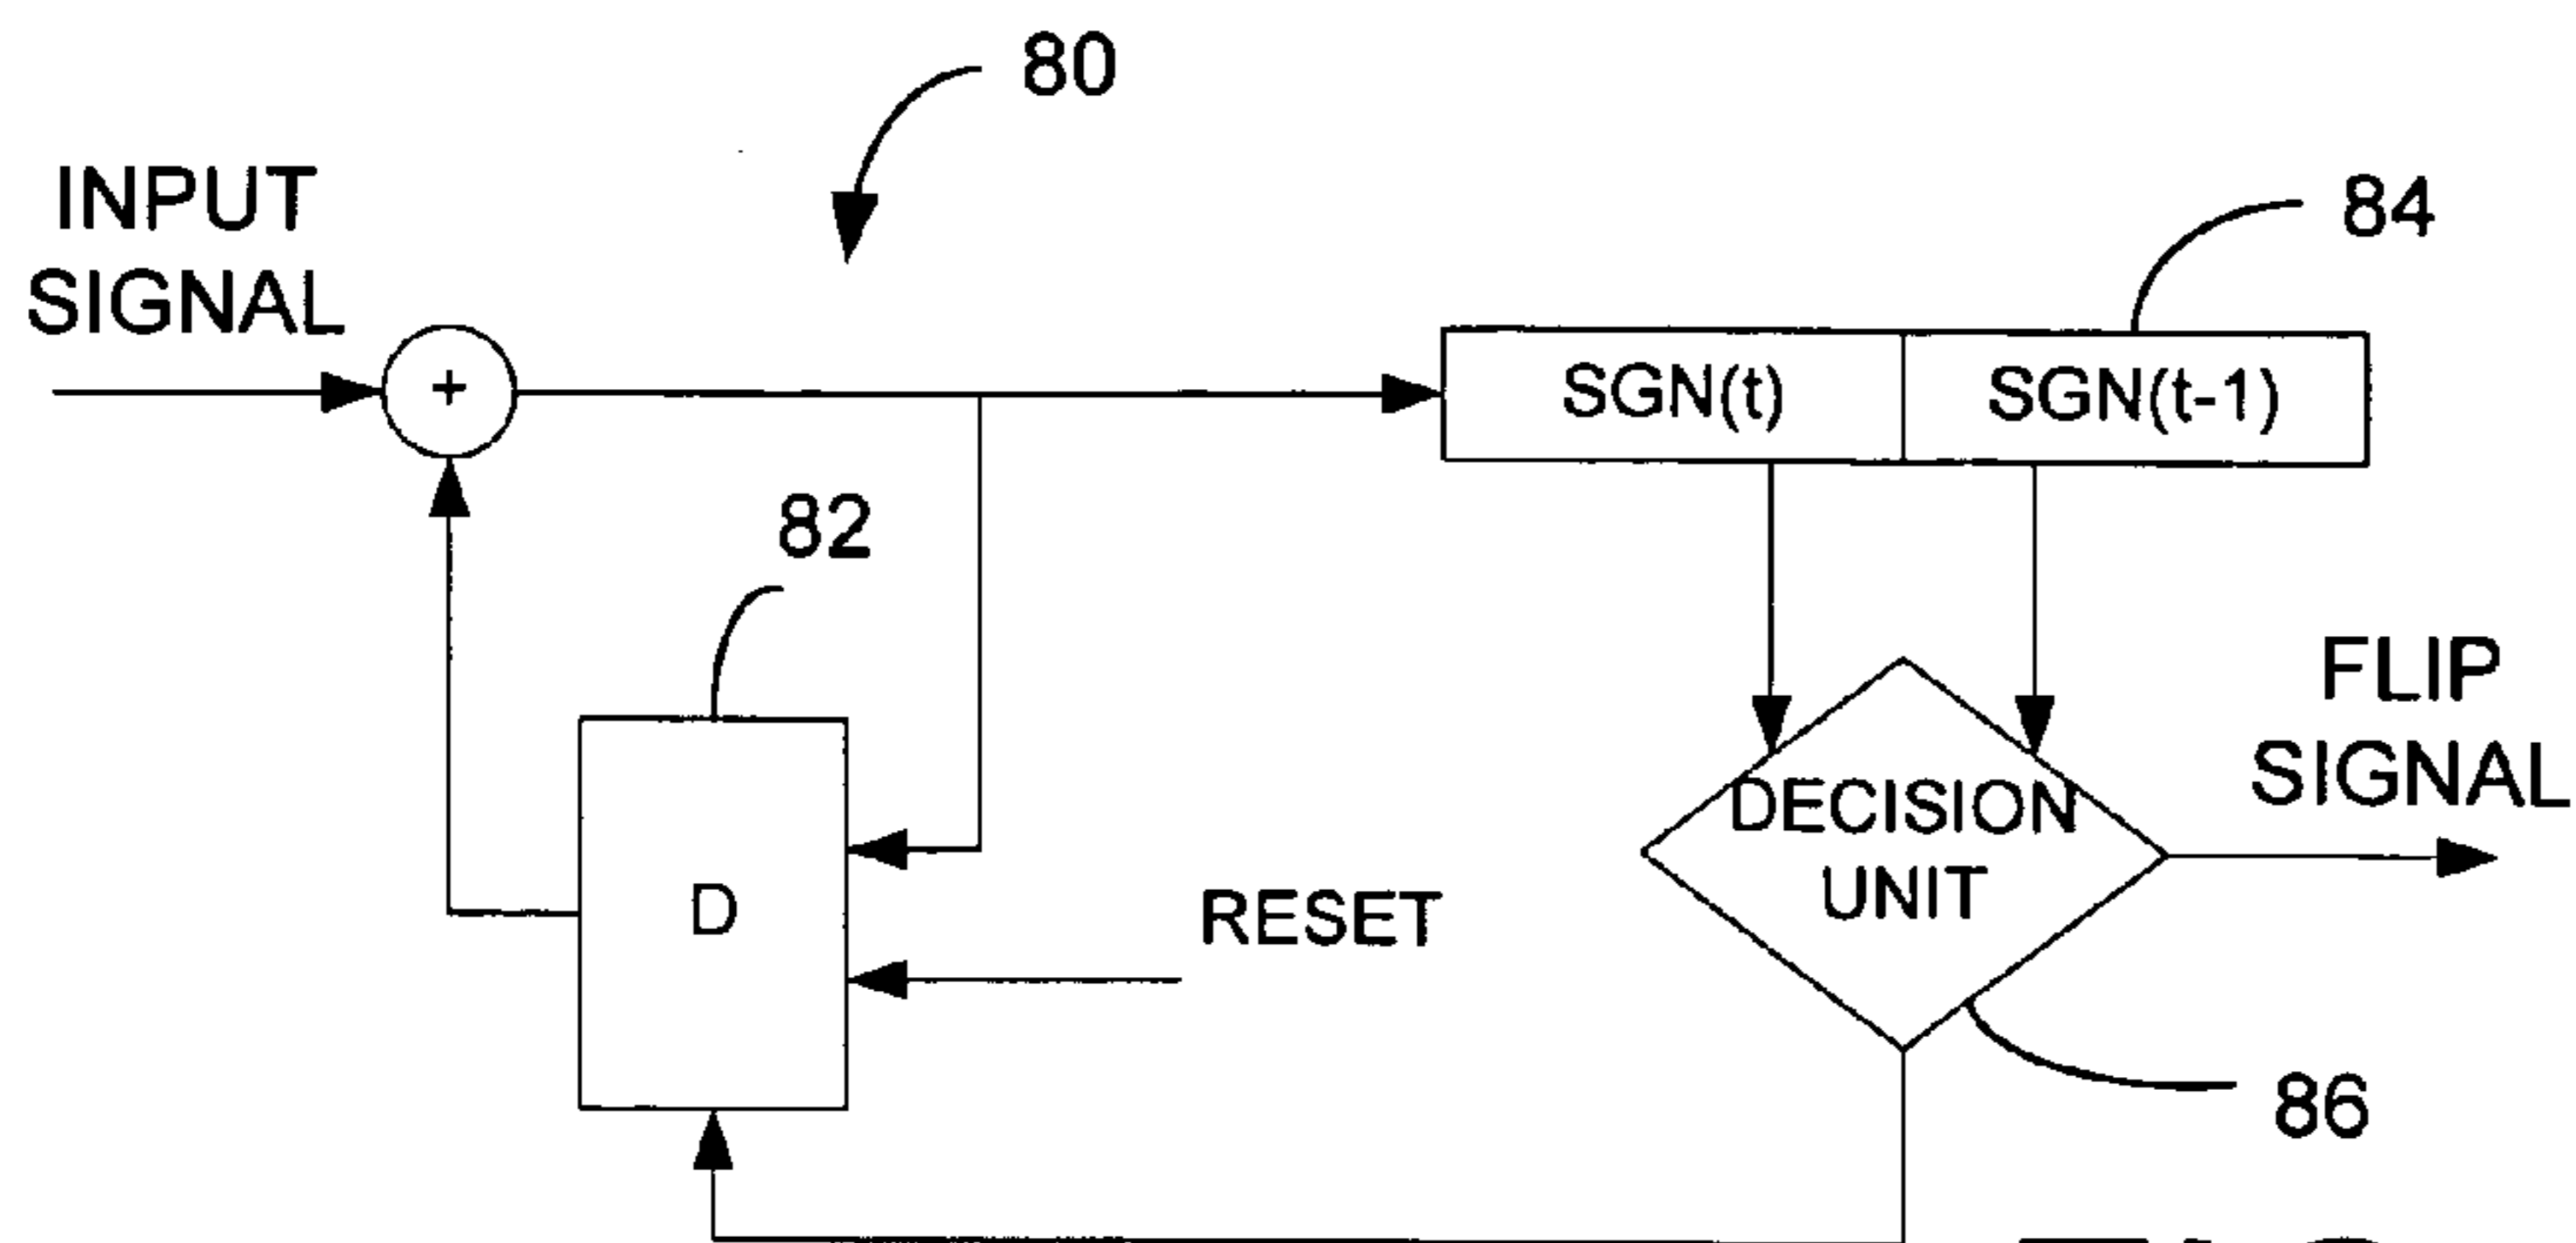 80
INPUT
SIGNAL
84
+
SGN(t)
SGN(t-1)
82
FLIP
SIGNAL
DECISION
UNIT
D
RESET
86